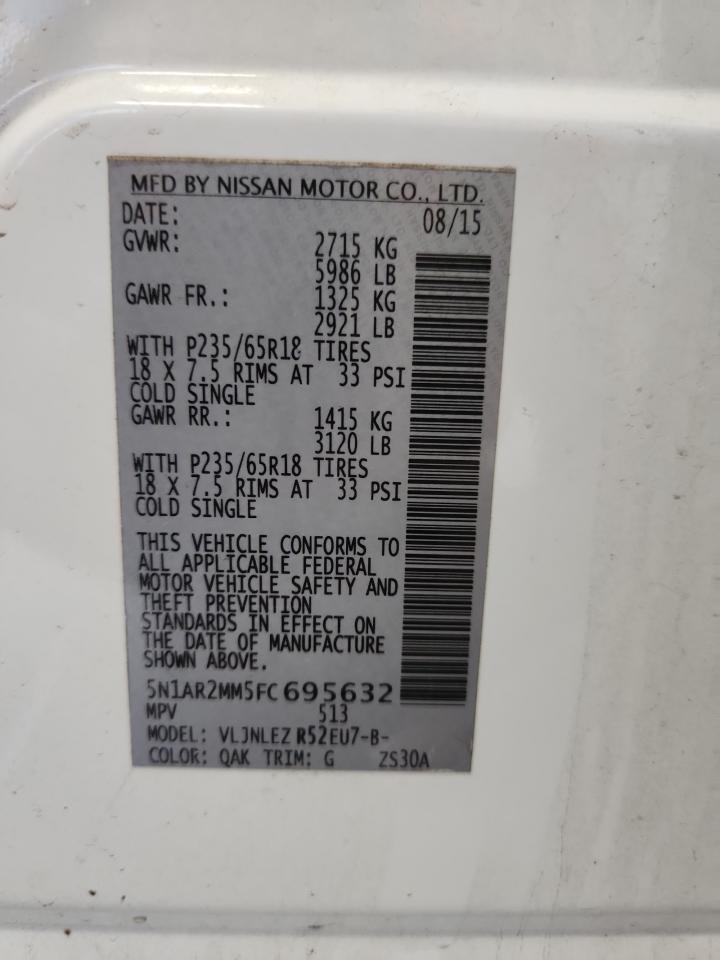 MFD BY NISSAN MOTOR CO., LTD.
DATE: 08/15
GVWR: 2715 KG
5986 LB
GAWR FR.: 1325 KG
2921 LB
WITH P235/65R18 TIRES
18 X 7.5 RIMS AT 33 PSI
COLD SINGLE
GAWR RR.: 1415 KG
3120 LB
WITH P235/65R18 TIRES
18 X 7.5 RIMS AT 33 PSI
COLD SINGLE
THIS VEHICLE CONFORMS TO
ALL APPLICABLE FEDERAL
MOTOR VEHICLE SAFETY AND
THEFT PREVENTION
STANDARDS IN EFFECT ON
THE DATE OF MANUFACTURE
SHOWN ABOVE.
5N1AR2MM5FC695632
MPV 513
MODEL: VLJNLEZ R52EU7-B-
COLOR: QAK TRIM: G ZS30A